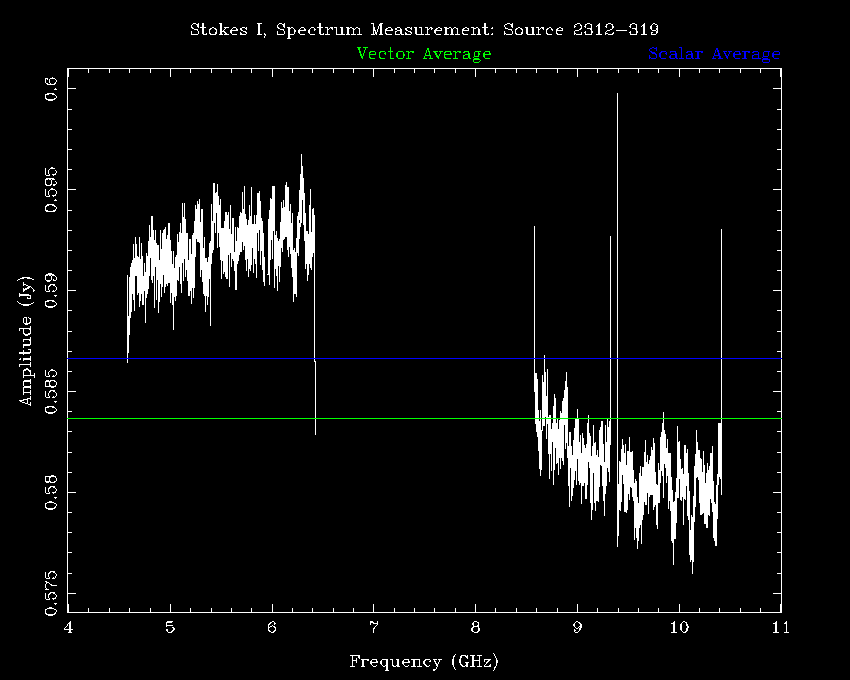 Stokes I, Spectrum Measurement: Source 2312-319
Vector Average Scalar Average
0.6
0.595
0.59
0.585
0.58
0.575
Amplitude (Jy)
4 5 6 7 8 9 10 11
Frequency (GHz)